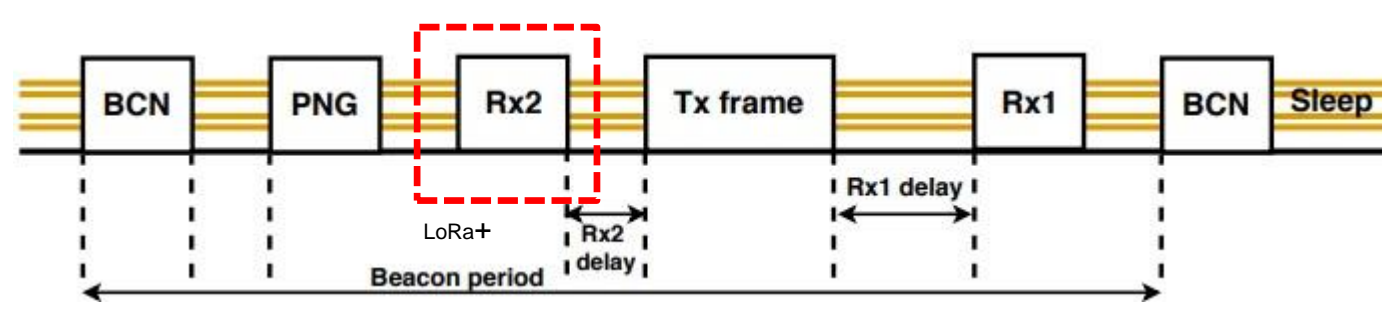 BCN PNG Rx2 Tx frame Rx1 BCN Sleep
Rx1 delay
LoRa+
Rx2
delay
Beacon period